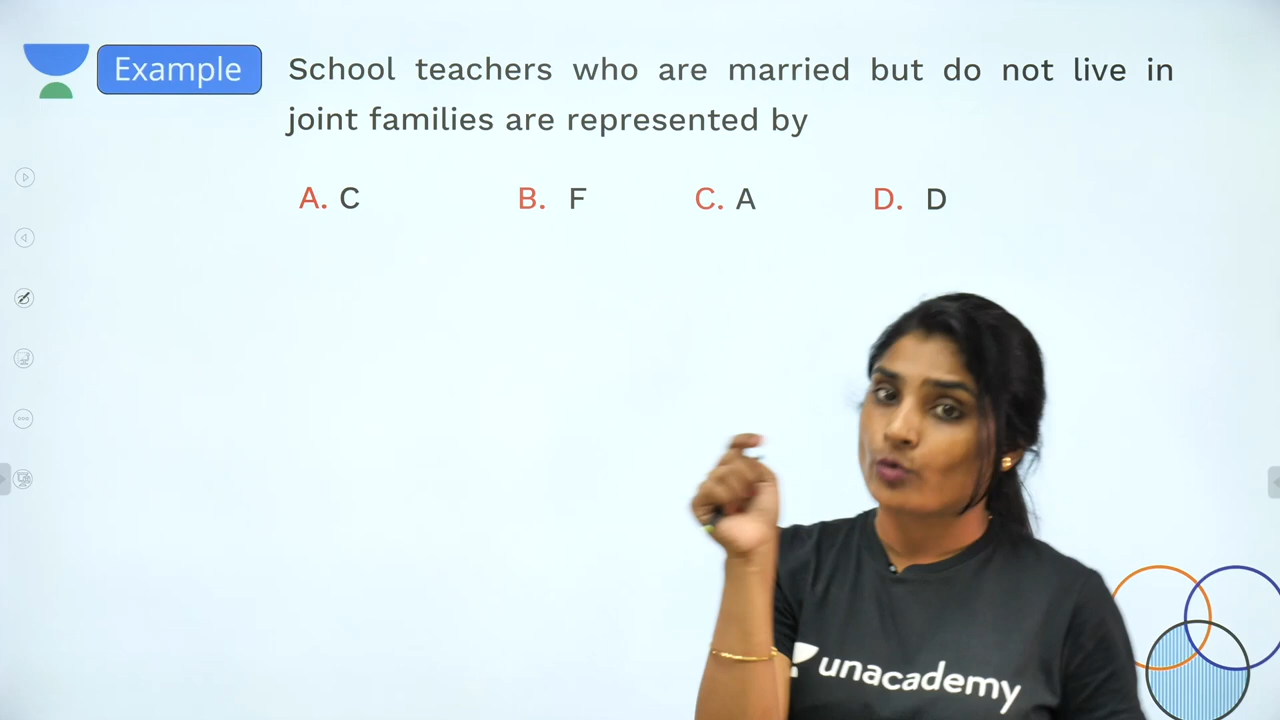 Example
School teachers who are married but do not live in
joint families are represented by
A. C B. F C. A D. D
unacademy